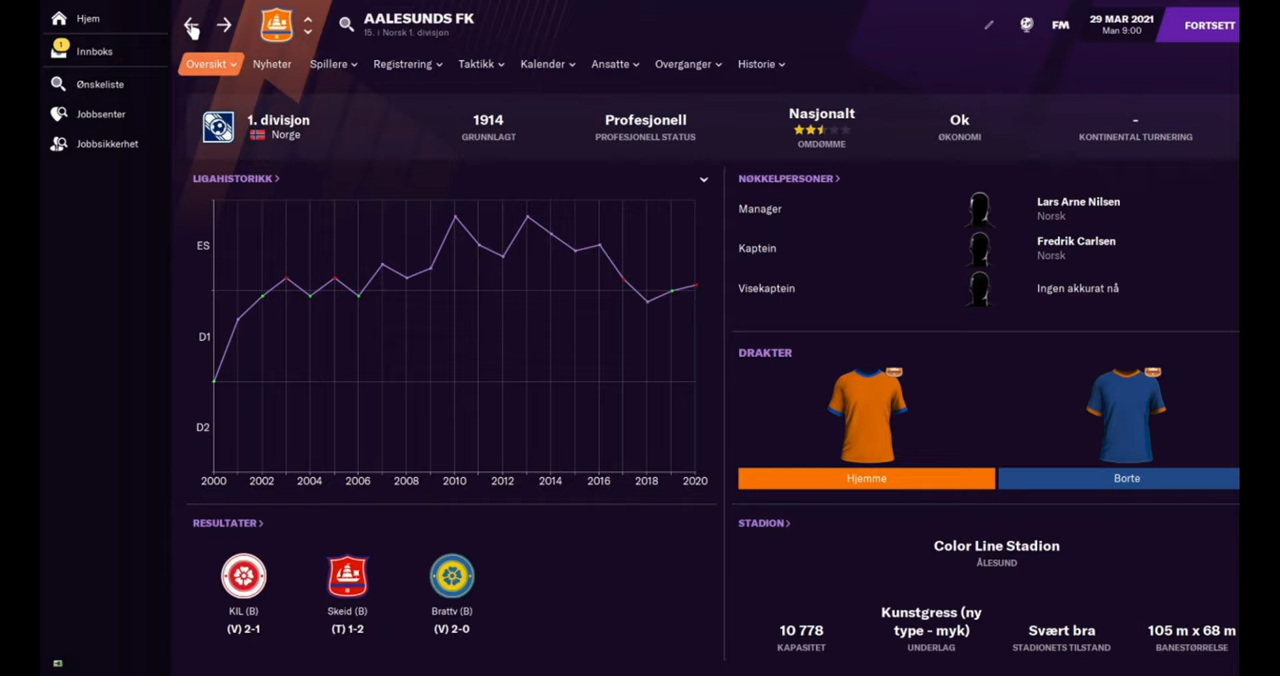 Hjem
1
Innboks
Ønskeliste
Jobbsenter
Jobbsikkerhet
AALESUNDS FK
15. i Norsk 1. divisjon
FM
29 MAR 2021
Man 9:00
FORTSETT
Oversikt
Nyheter
Spillere
Registrering
Taktikk
Kalender
Ansatte
Overganger
Historie
1. divisjon
Norge
1914
GRUNNLAGT
Profesjonell
PROFESJONELL STATUS
Nasjonalt
OMDØMME
Ok
ØKONOMI
-
KONTINENTAL TURNERING
LIGAHISTORIKK >
ES
D1
D2
2000 2002 2004 2006 2008 2010 2012 2014 2016 2018 2020
RESULTATER >
KIL (B)
(V) 2-1
Skeid (B)
(T) 1-2
Brattv (B)
(V) 2-0
NØKKELPERSONER >
Manager
Lars Arne Nilsen
Norsk
Kaptein
Fredrik Carlsen
Norsk
Visekaptein
Ingen akkurat nå
DRAKTER
Hjemme
Borte
STADION >
Color Line Stadion
ÅLESUND
10 778
KAPASITET
Kunstgress (ny
type - myk)
UNDERLAG
Svært bra
STADIONETS TILSTAND
105 m x 68 m
BANESTØRRELSE